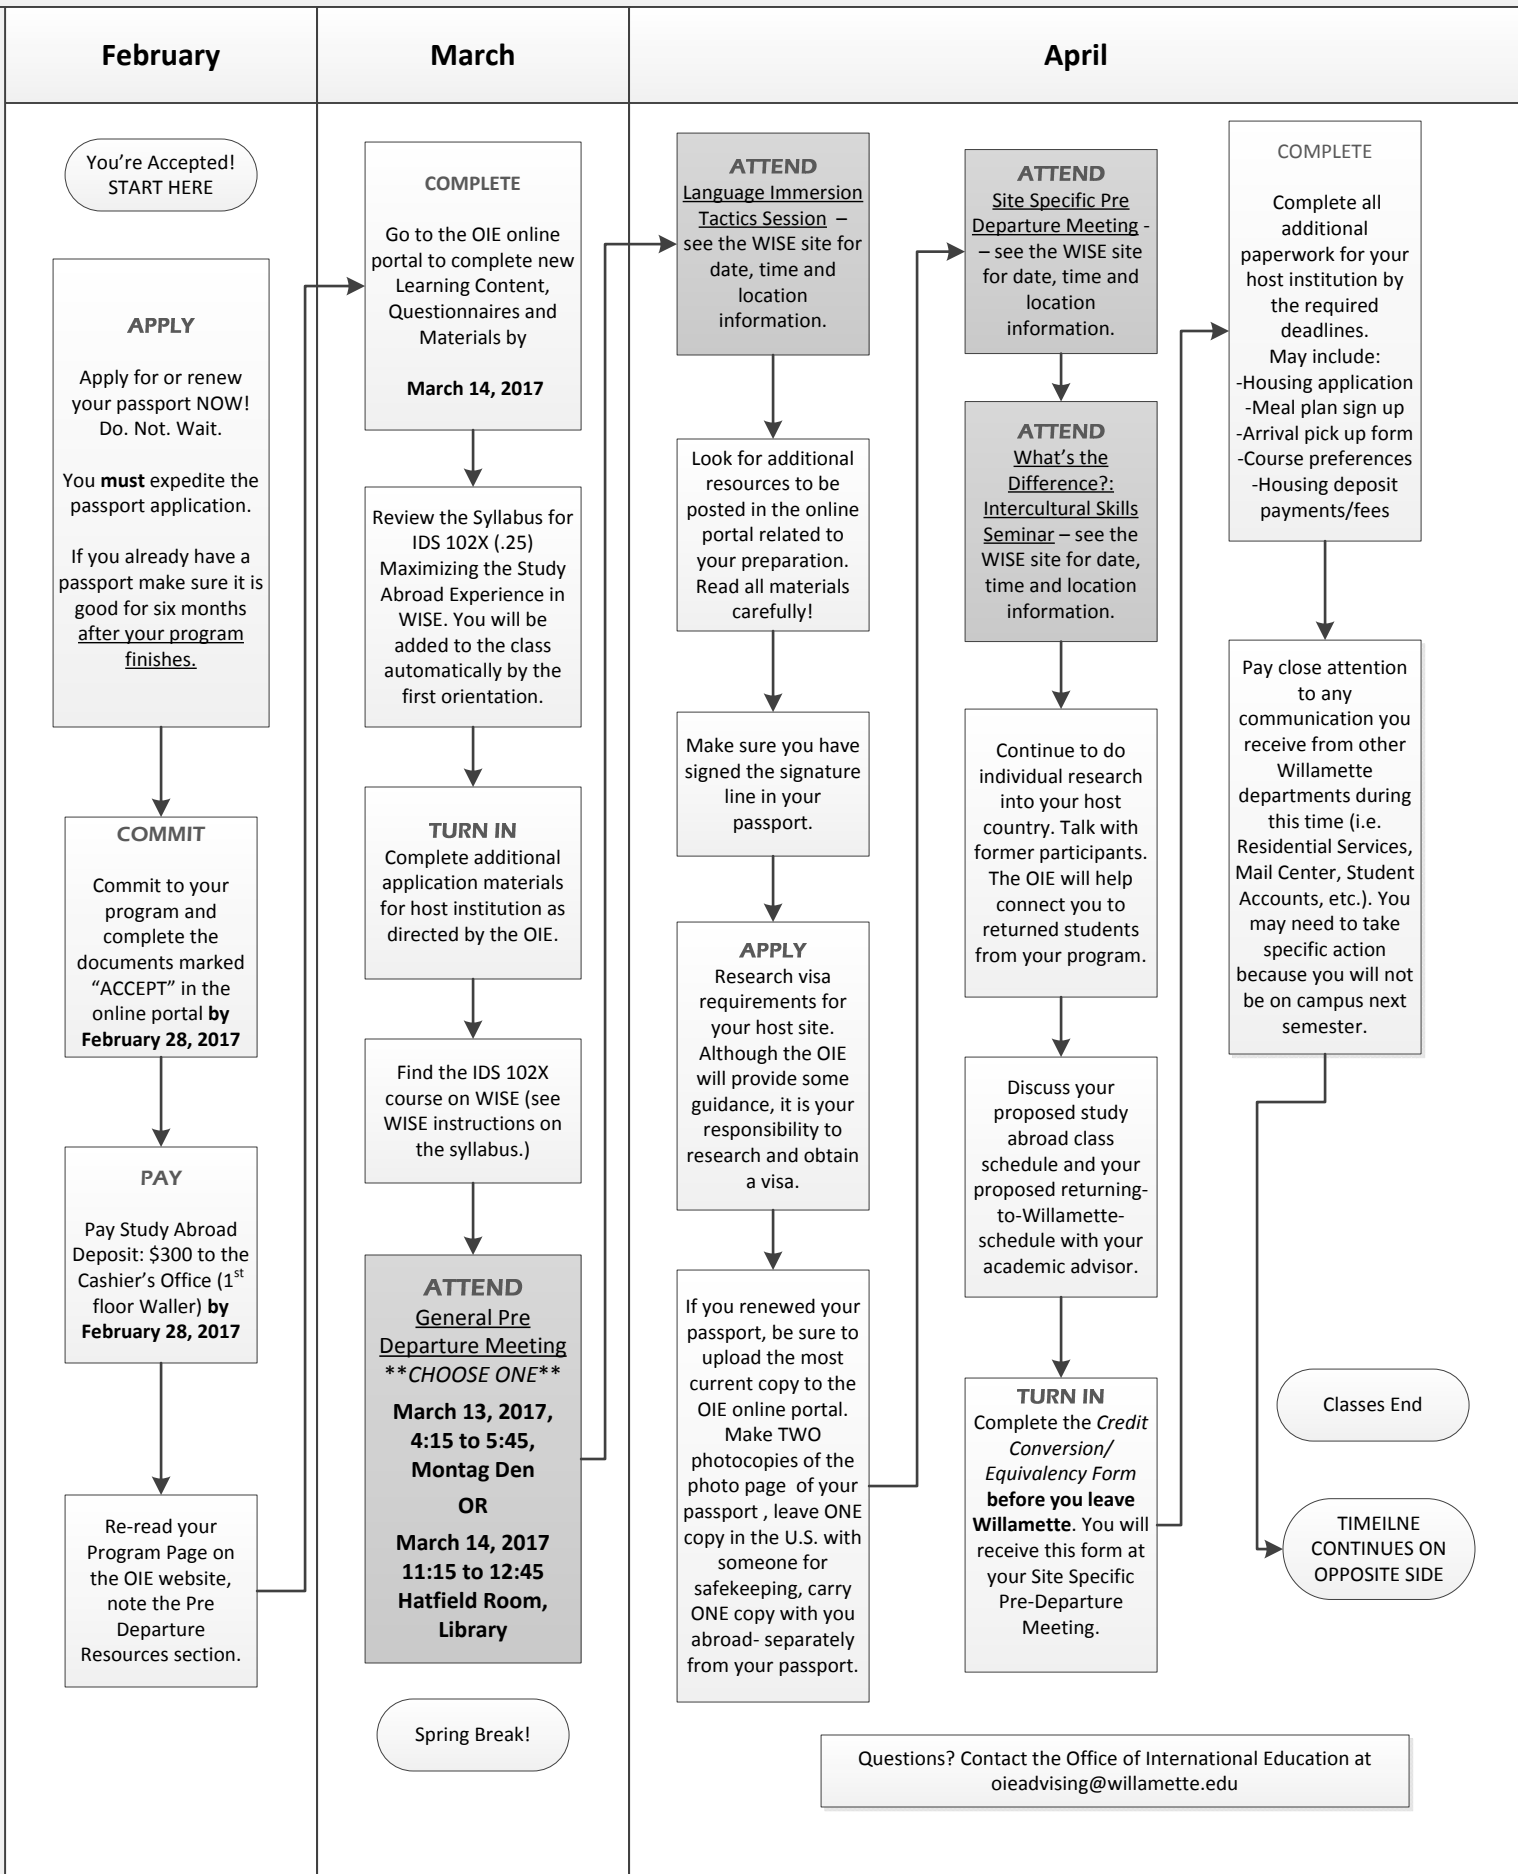 February
March
April
You're Accepted!
START HERE
APPLY
Apply for or renew
your passport NOW!
Do. Not. Wait.
You must expedite the
passport application.
If you already have a
passport make sure it is
good for six months
after your program
finishes.
COMMIT
Commit to your
program and
complete the
documents marked
“ACCEPT” in the
online portal by
February 28, 2017
PAY
Pay Study Abroad
Deposit: $300 to the
Cashier's Office (1st
floor Waller) by
February 28, 2017
Re-read your
Program Page on
the OIE website,
note the Pre
Departure
Resources section.
COMPLETE
Go to the OIE online
portal to complete new
Learning Content,
Questionnaires and
Materials by
March 14, 2017
Review the Syllabus for
IDS 102X (.25)
Maximizing the Study
Abroad Experience in
WISE. You will be
added to the class
automatically by the
first orientation.
TURN IN
Complete additional
application materials
for host institution as
directed by the OIE.
Find the IDS 102X
course on WISE (see
WISE instructions on
the syllabus.)
ATTEND
General Pre
Departure Meeting
**CHOOSE ONE**
March 13, 2017,
4:15 to 5:45,
Montag Den
OR
March 14, 2017
11:15 to 12:45
Hatfield Room,
Library
Spring Break!
ATTEND
Language Immersion
Tactics Session –
see the WISE site for
date, time and
location
information.
Look for additional
resources to be
posted in the online
portal related to
your preparation.
Read all materials
carefully!
Make sure you have
signed the signature
line in your
passport.
APPLY
Research visa
requirements for
your host site.
Although the OIE
will provide some
guidance, it is your
responsibility to
research and obtain
a visa.
If you renewed your
passport, be sure to
upload the most
current copy to the
OIE online portal.
Make TWO
photocopies of the
photo page of your
passport , leave ONE
copy in the U.S. with
someone for
safekeeping, carry
ONE copy with you
abroad- separately
from your passport.
ATTEND
Site Specific Pre
Departure Meeting -
– see the WISE site
for date, time and
location
information.
ATTEND
What's the
Difference?:
Intercultural Skills
Seminar – see the
WISE site for date,
time and location
information.
Continue to do
individual research
into your host
country. Talk with
former participants.
The OIE will help
connect you to
returned students
from your program.
Discuss your
proposed study
abroad class
schedule and your
proposed returning-
to-Willamette-
schedule with your
academic advisor.
TURN IN
Complete the Credit
Conversion/
Equivalency Form
before you leave
Willamette. You will
receive this form at
your Site Specific
Pre-Departure
Meeting.
COMPLETE
Complete all
additional
paperwork for your
host institution by
the required
deadlines.
May include:
-Housing application
-Meal plan sign up
-Arrival pick up form
-Course preferences
-Housing deposit
payments/fees
Pay close attention
to any
communication you
receive from other
Willamette
departments during
this time (i.e.
Residential Services,
Mail Center, Student
Accounts, etc.). You
may need to take
specific action
because you will not
be on campus next
semester.
Classes End
TIMEILNE
CONTINUES ON
OPPOSITE SIDE
Questions? Contact the Office of International Education at
oieadvising@willamette.edu